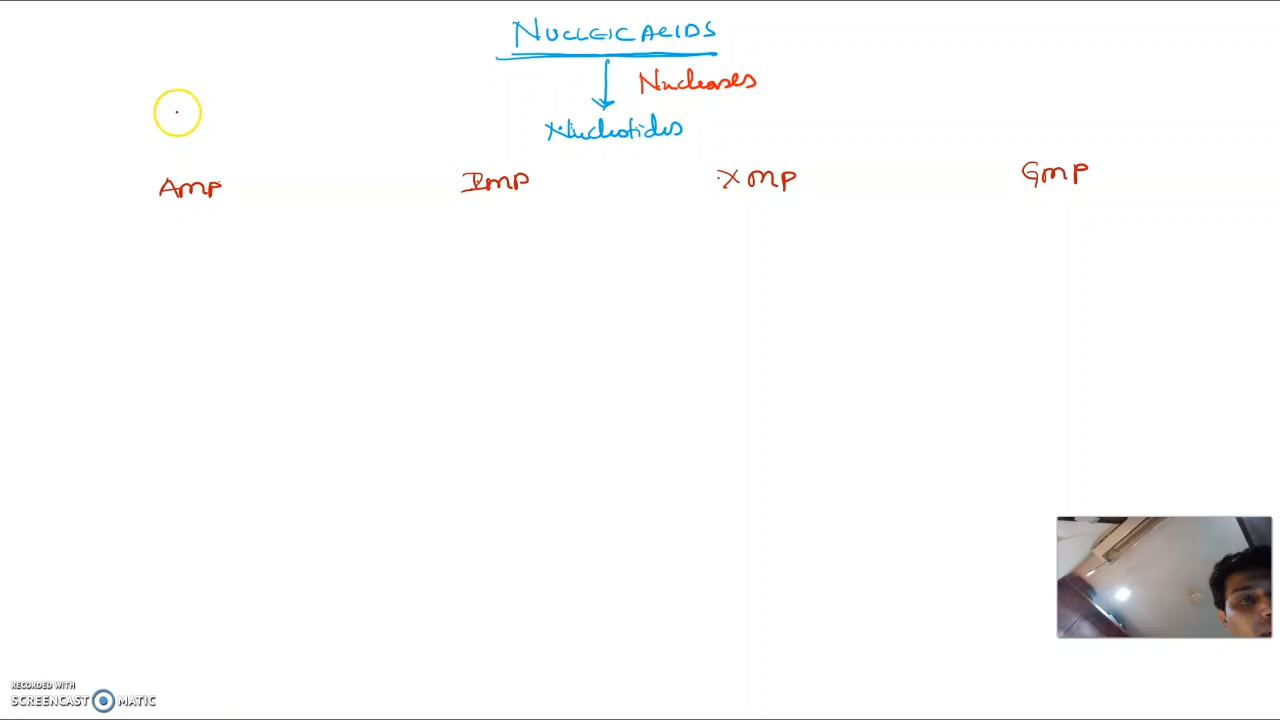 NUCLEIC ACIDS
Nucleases
Nucleotides
AMP IMP XMP GMP
RECORDED WITH
SCREENCAST MATIC